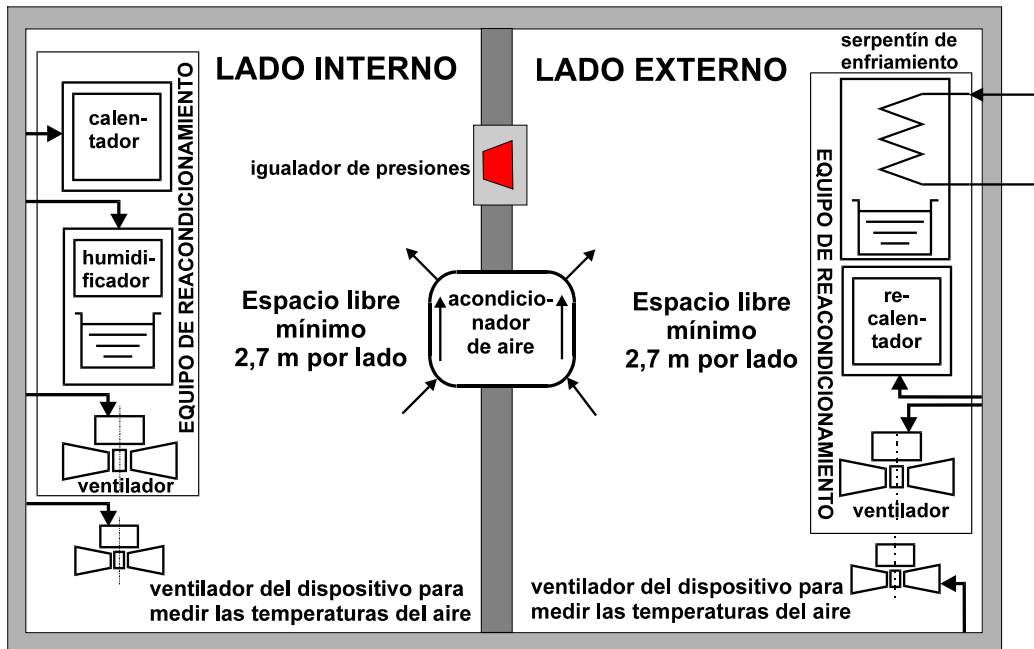 LADO INTERNO
calen-
tador
EQUIPO DE REACONDICIONAMIENTO
humidi-
ficador
ventilador
ventilador del dispositivo para
medir las temperaturas del aire
igualador de presiones
Espacio libre
mínimo
2,7 m por lado
acondicio-
nador
de aire
LADO EXTERNO
serpentín de
enfriamiento
EQUIPO DE REACONDICIONAMIENTO
Espacio libre
mínimo
2,7 m por lado
re-
calen-
tador
ventilador
ventilador del dispositivo para
medir las temperaturas del aire